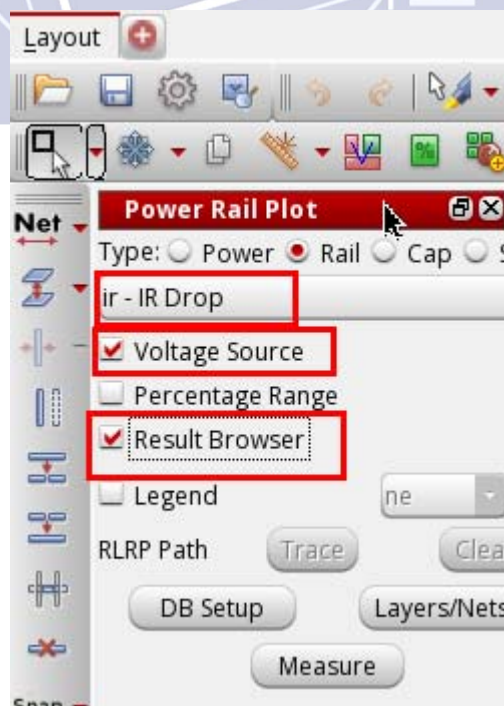 Layout
Net
Power Rail Plot
Type: Power Rail Cap
ir - IR Drop
Voltage Source
Percentage Range
Result Browser
Legend ne
RLRP Path Trace Clea
DB Setup Layers/Nets
Measure
Snap